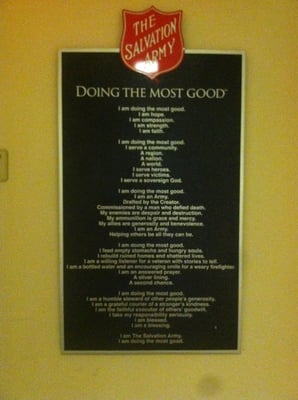 THE
SALVATION
ARMY
DOING THE MOST GOOD™
I am doing the most good.
I am hope.
I am compassion.
I am strength.
I am faith.
I am doing the most good.
I serve a community.
A region.
A nation.
A world.
I serve heroes.
I serve victims.
I serve a sovereign God.
I am doing the most good.
I am an Army.
Drafted by the Creator.
Commissioned by a man who defied death.
My enemies are despair and destruction.
My ammunition is grace and mercy.
My allies are generosity and benevolence.
I am an Army.
Helping others be all they can be.
I am doing the most good.
I feed empty stomachs and hungry souls.
I rebuild ruined homes and shattered lives.
I am a willing listener for a veteran with stories to tell.
I am a bottled water and an encouraging smile for a weary firefighter.
I am an answered prayer.
A silver lining.
A second chance.
I am doing the most good.
I am a humble steward of other people's generosity.
I am a grateful courier of a stranger's kindness.
I am the faithful executor of others' goodwill.
I take my responsibility seriously.
I am blessed.
I am a blessing.
I am The Salvation Army.
I am doing the most good.